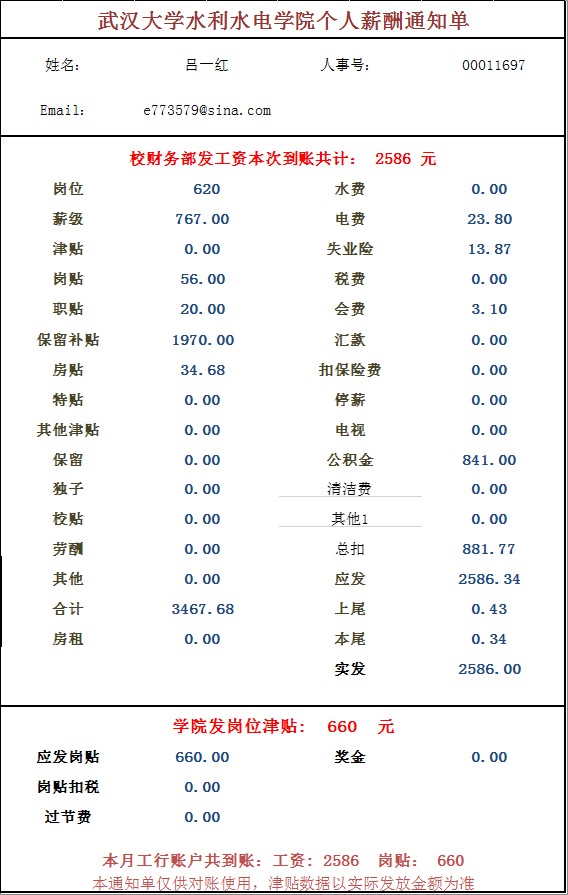 武汉大学水利水电学院个人薪酬通知单
姓名: 吕一红 人事号: 00011697
Email: e773579@sina.com
校财务部发工资本次到账共计: 2586 元
岗位 620 水费 0.00
薪级 767.00 电费 23.80
津贴 0.00 失业险 13.87
岗贴 56.00 税费 0.00
职贴 20.00 会费 3.10
保留补贴 1970.00 汇款 0.00
房贴 34.68 扣保险费 0.00
特贴 0.00 停薪 0.00
其他津贴 0.00 电视 0.00
保留 0.00 公积金 841.00
独子 0.00 清洁费 0.00
校贴 0.00 其他1 0.00
劳酬 0.00 总扣 881.77
其他 0.00 应发 2586.34
合计 3467.68 上尾 0.43
房租 0.00 本尾 0.34
实发 2586.00
学院发岗位津贴: 660 元
应发岗贴 660.00 奖金 0.00
岗贴扣税 0.00
过节费 0.00
本月工行账户共到账: 工资: 2586 岗贴: 660
本通知单仅供对账使用, 津贴数据以实际发放金额为准